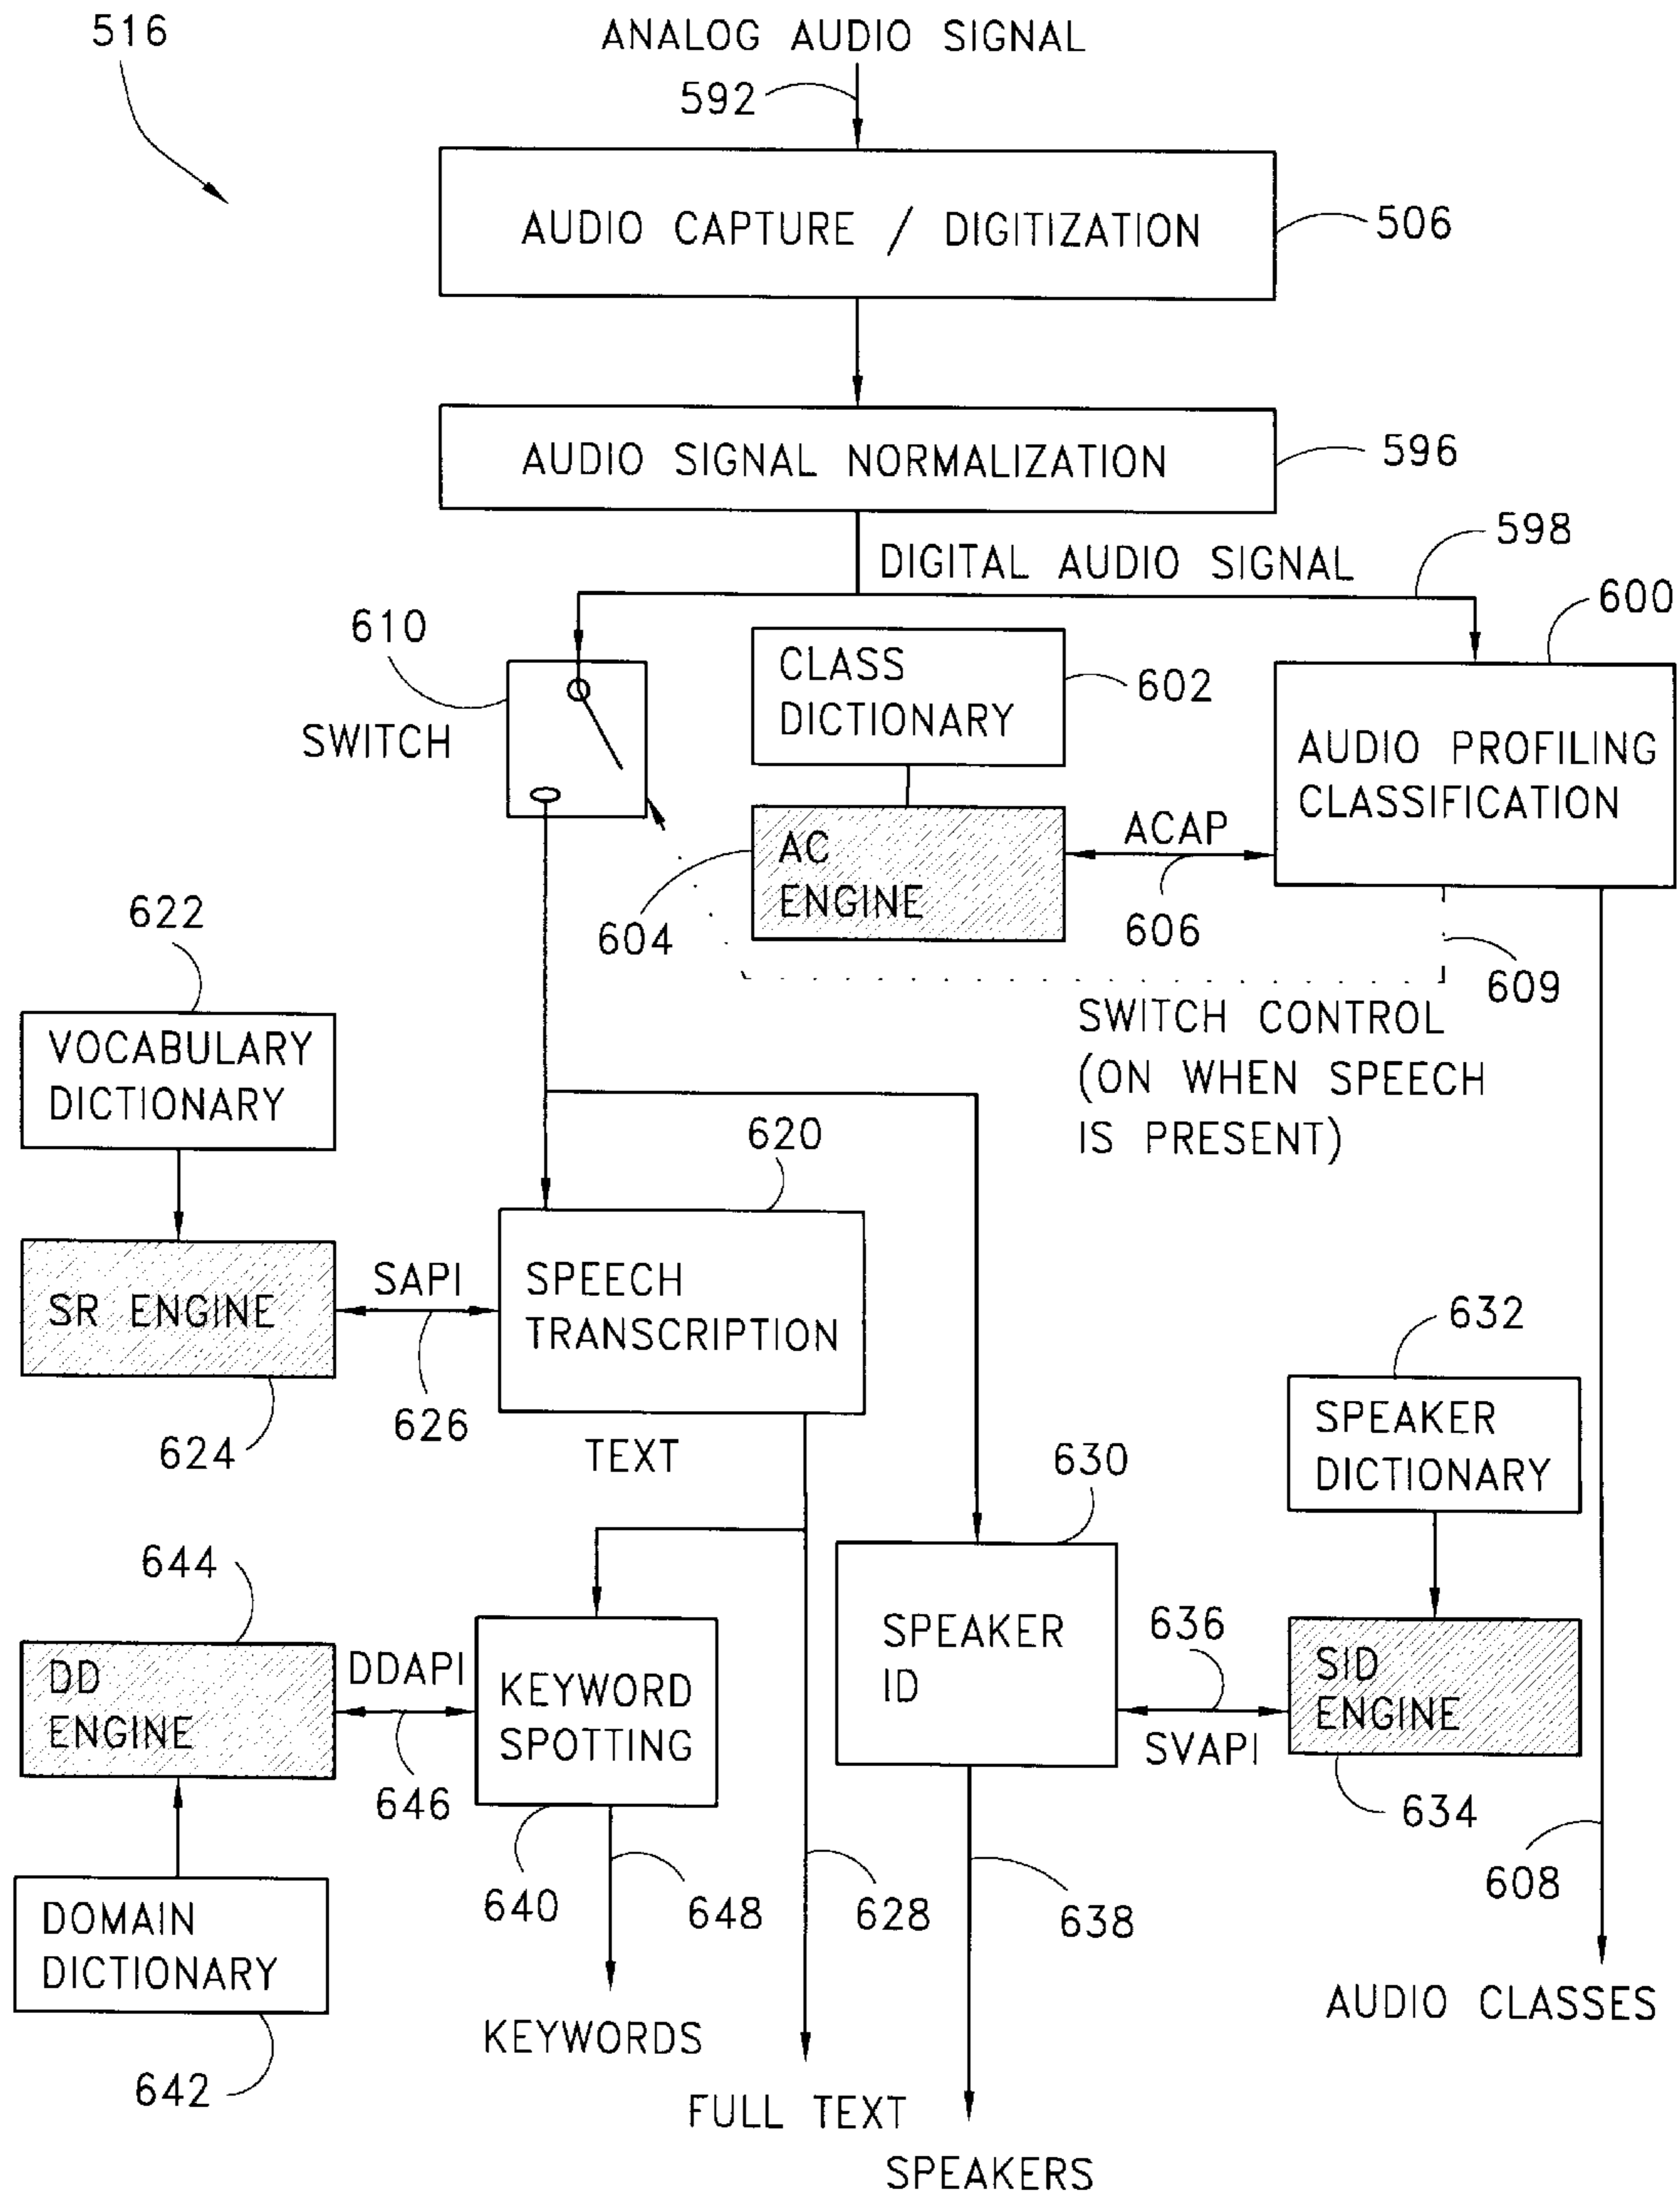 516
ANALOG AUDIO SIGNAL
592
AUDIO CAPTURE / DIGITIZATION
506
AUDIO SIGNAL NORMALIZATION
596
598
DIGITAL AUDIO SIGNAL
600
610
SWITCH
CLASS
DICTIONARY
602
AUDIO PROFILING
CLASSIFICATION
AC
ENGINE
604
ACAP
606
609
SWITCH CONTROL
(ON WHEN SPEECH
IS PRESENT)
622
VOCABULARY
DICTIONARY
620
SR ENGINE
624
SAPI
626
SPEECH
TRANSCRIPTION
TEXT
632
SPEAKER
DICTIONARY
630
644
DD
ENGINE
DDAPI
646
KEYWORD
SPOTTING
640
SPEAKER
ID
636
SVAPI
SID
ENGINE
634
648
628
638
608
DOMAIN
DICTIONARY
642
KEYWORDS
FULL TEXT
SPEAKERS
AUDIO CLASSES